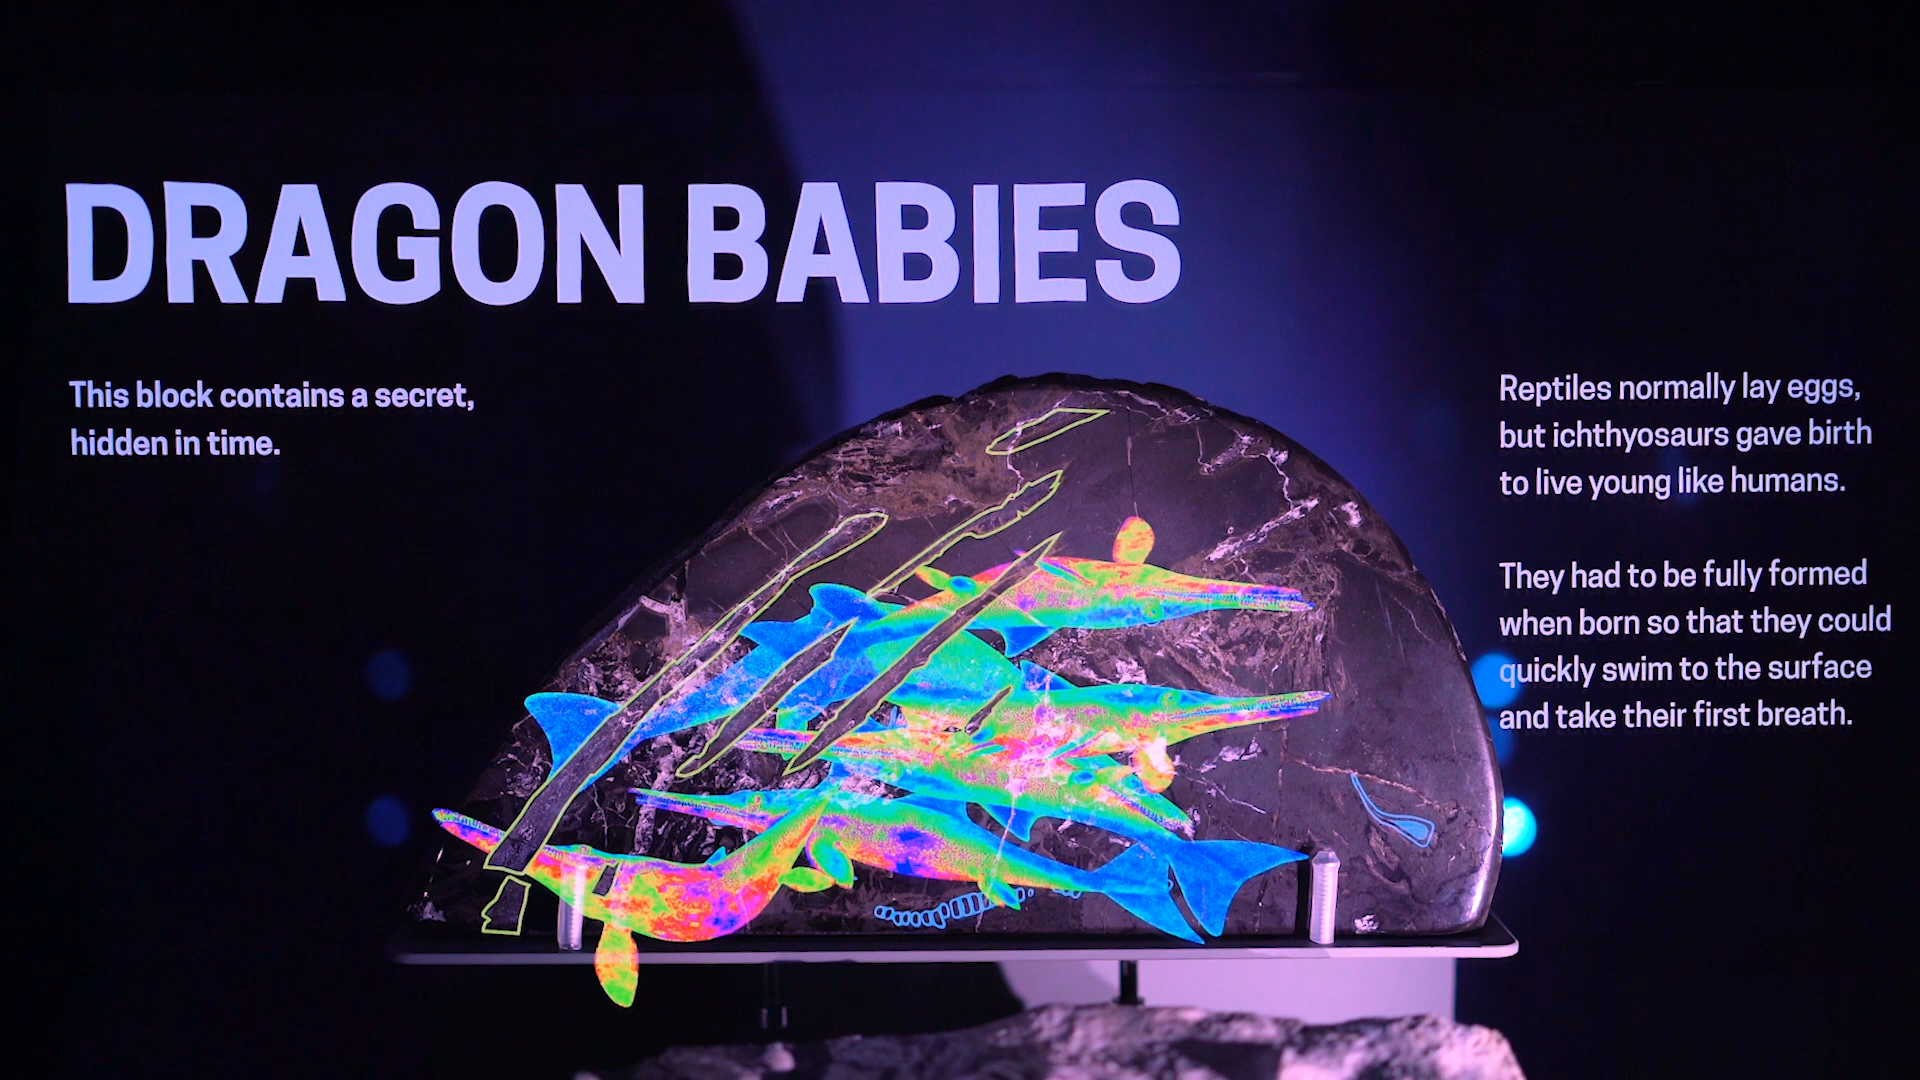 DRAGON BABIES
This block contains a secret,
hidden in time.
Reptiles normally lay eggs,
but ichthyosaurs gave birth
to live young like humans.
They had to be fully formed
when born so that they could
quickly swim to the surface
and take their first breath.